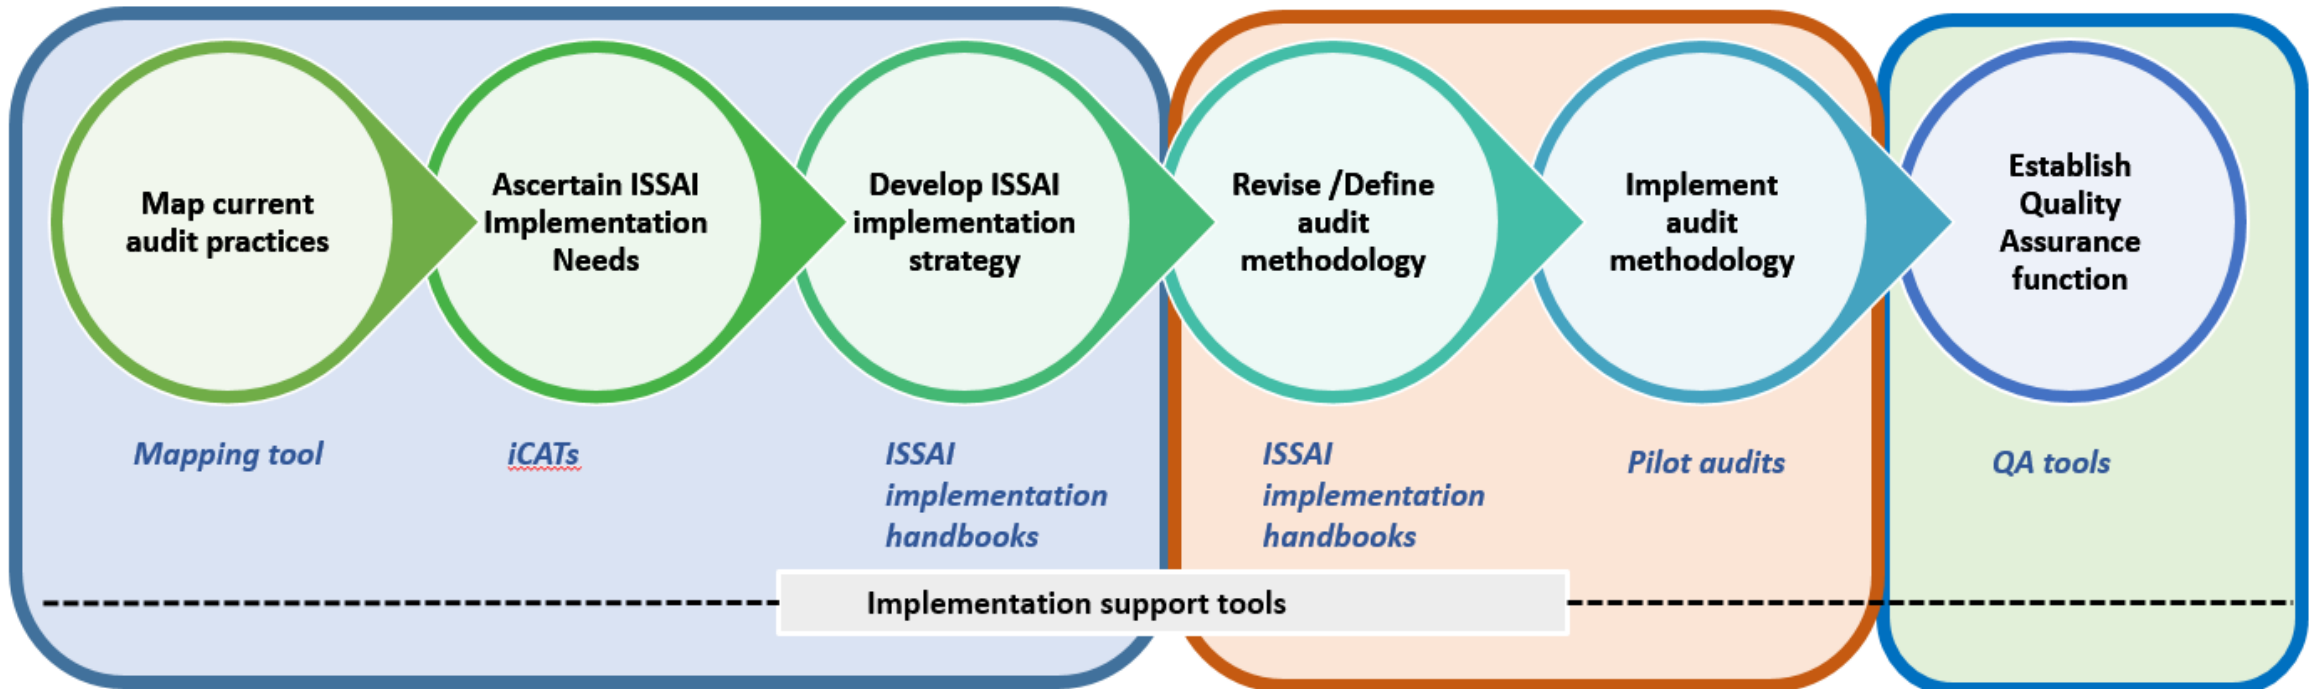 Map current
audit practices
Ascertain ISSAI
Implementation
Needs
Develop ISSAI
implementation
strategy
Revise /Define
audit
methodology
Implement
audit
methodology
Establish
Quality
Assurance
function
Mapping tool
iCATs
ISSAI
implementation
handbooks
ISSAI
implementation
handbooks
Pilot audits
QA tools
Implementation support tools